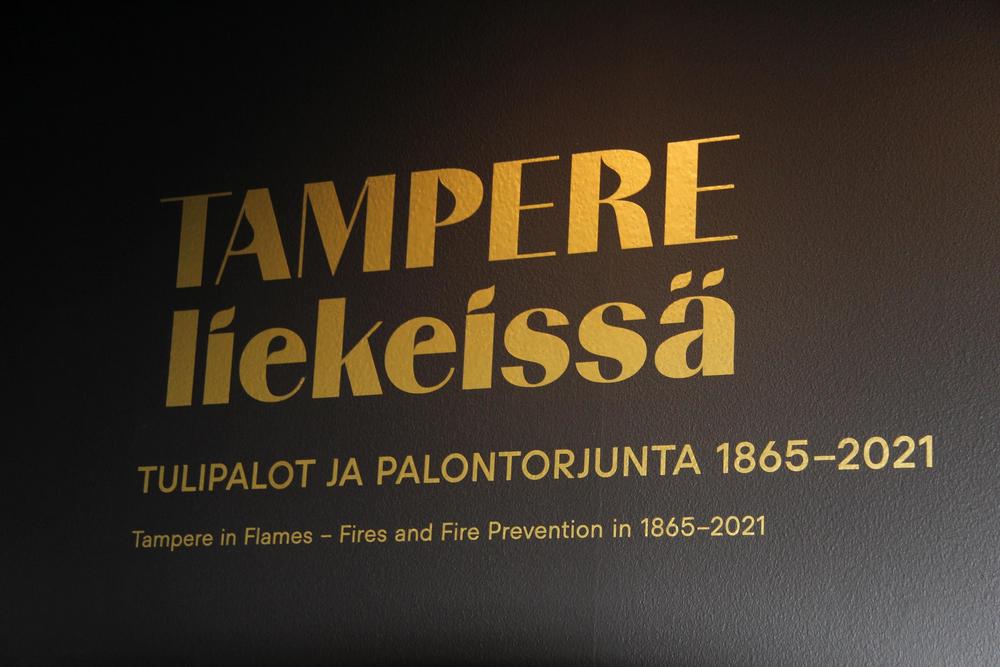 TAMPERE
liekeissä
TULIPALOT JA PALONTORJUNTA 1865–2021
Tampere in Flames – Fires and Fire Prevention in 1865–2021